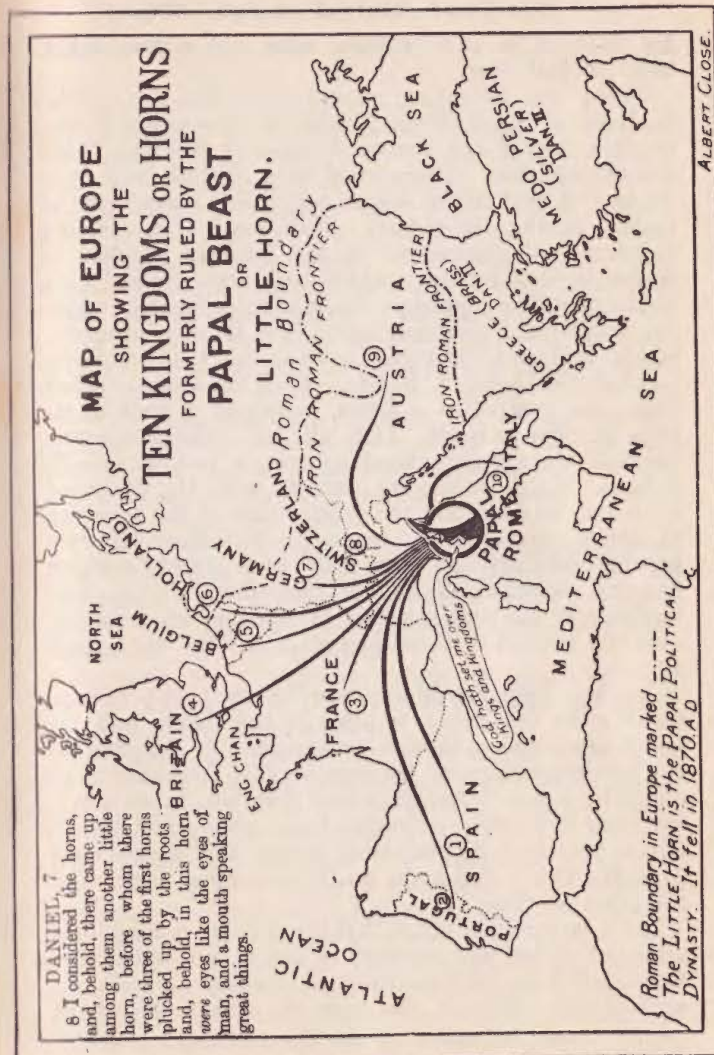 DANIEL, 7
8 I considered the horns,
and, behold, there came up
among them another little
horn, before whom there
were three of the first horns
plucked up by the roots
and, behold, in this horn
were eyes like the eyes of
man, and a mouth speaking
great things.
MAP OF EUROPE
SHOWING THE
TEN KINGDOMS OR HORNS
FORMERLY RULED BY THE
PAPAL BEAST
OR
LITTLE HORN.
NORTH
SEA
BRITAIN
4
ENG CHAN
BELGIUM
5
HOLLAND
6
GERMANY
7
SWITZERLAND
8
Roman Boundary
IRON ROMAN FRONTIER
9
AUSTRIA
IRON ROMAN FRONTIER
BLACK SEA
MEDO PERSIAN
(SILVER)
DAN. II.
GREECE (BRASS)
DAN II
FRANCE
3
ATLANTIC
OCEAN
PORTUGAL
2
1
SPAIN
God hath set me over
Kings and Kingdoms
PAPAL
ROME
ITALY
10
MEDITERRANEAN SEA
Roman Boundary in Europe marked
The LITTLE HORN is the PAPAL POLITICAL
DYNASTY. It fell in 1870. A D
ALBERT CLOSE.